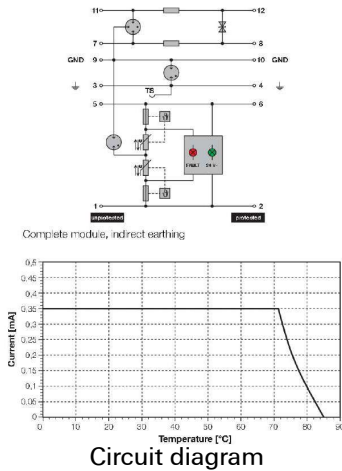 11 12
7 8
GND 9 10 GND
3 4
TS
5 6
FAULT
1 2
unprotected protected
Complete module, indirect earthing
0,5
0.45
0,4
0.35
0,3
0.25
0,2
0.15
0,1
0.05
0
Current [mA]
0 10 20 30 40 50 60 70 80 90
Temperature [°C]
Circuit diagram